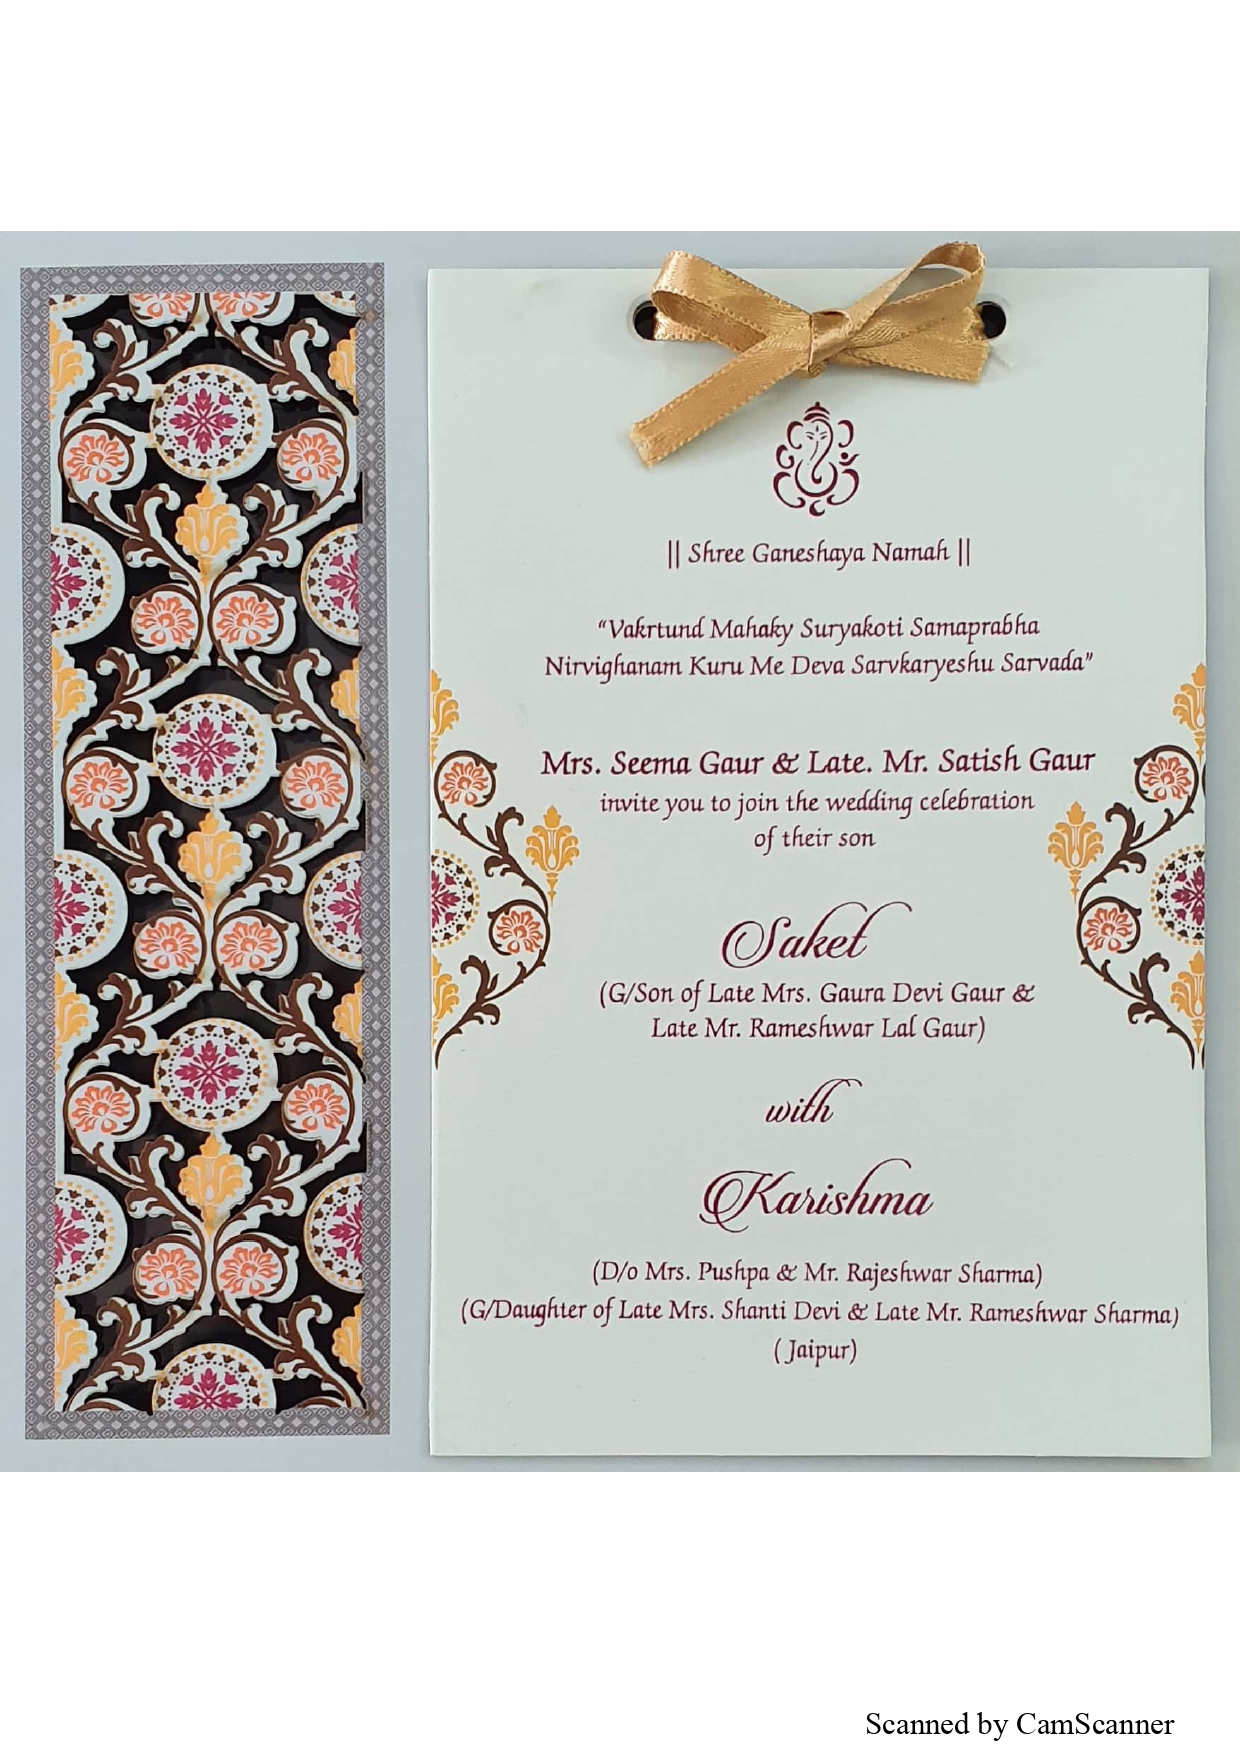 || Shree Ganeshaya Namah ||
“Vakrtund Mahaky Suryakoti Samaprabha
Nirvighanam Kuru Me Deva Sarvkaryeshu Sarvada”
Mrs. Seema Gaur & Late. Mr. Satish Gaur
invite you to join the wedding celebration
of their son
Saket
(G/Son of Late Mrs. Gaura Devi Gaur &
Late Mr. Rameshwar Lal Gaur)
with
Karishma
(D/o Mrs. Pushpa & Mr. Rajeshwar Sharma)
(G/Daughter of Late Mrs. Shanti Devi & Late Mr. Rameshwar Sharma)
( Jaipur)
Scanned by CamScanner